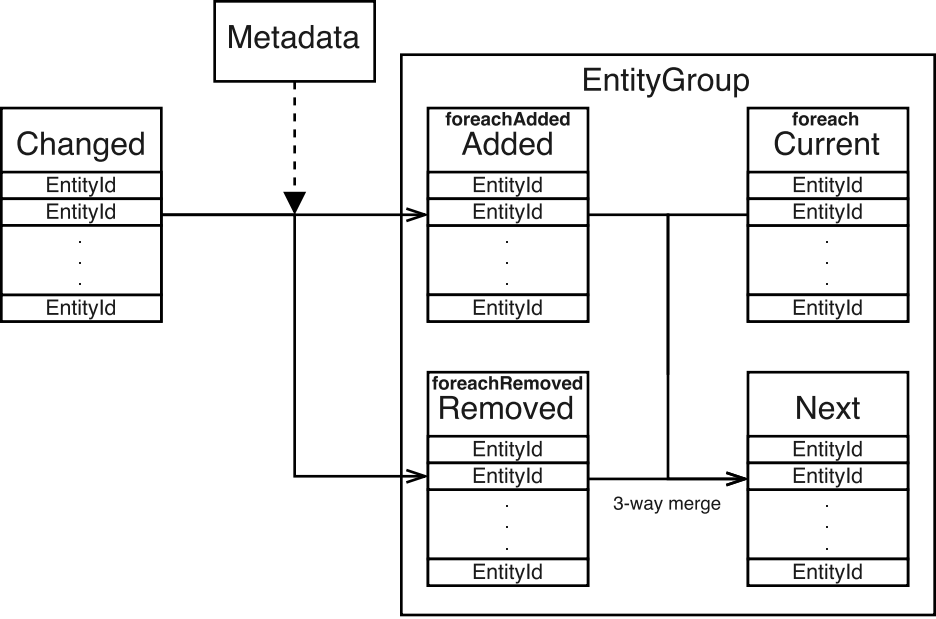 Metadata
EntityGroup
Changed
EntityId
EntityId
.
.
.
EntityId
foreachAdded
Added
EntityId
EntityId
.
.
.
EntityId
foreach
Current
EntityId
EntityId
.
.
.
EntityId
foreachRemoved
Removed
EntityId
EntityId
.
.
.
EntityId
3-way merge
Next
EntityId
EntityId
.
.
.
EntityId